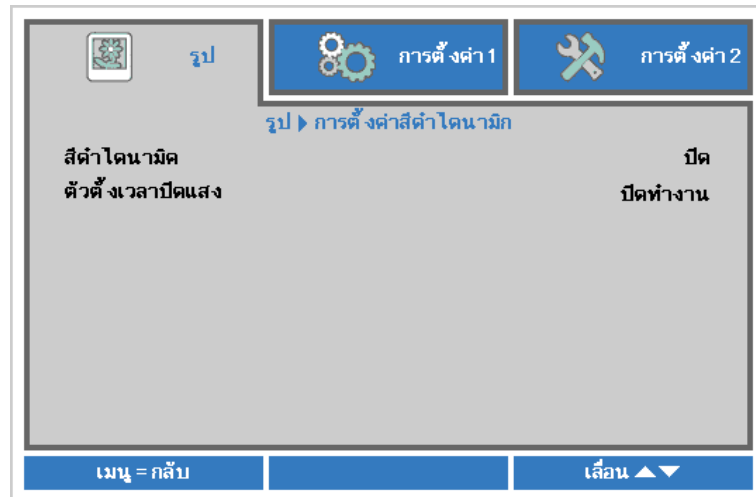 รูป
การตั้งค่า 1
การตั้งค่า 2
รูป ▶ การตั้งค่าสีดำไดนามิก
สีดำไดนามิค ปิด
ตัวตั้งเวลาปิดแสง ปิดทำงาน
เมนู = กลับ
เลื่อน ▲▼